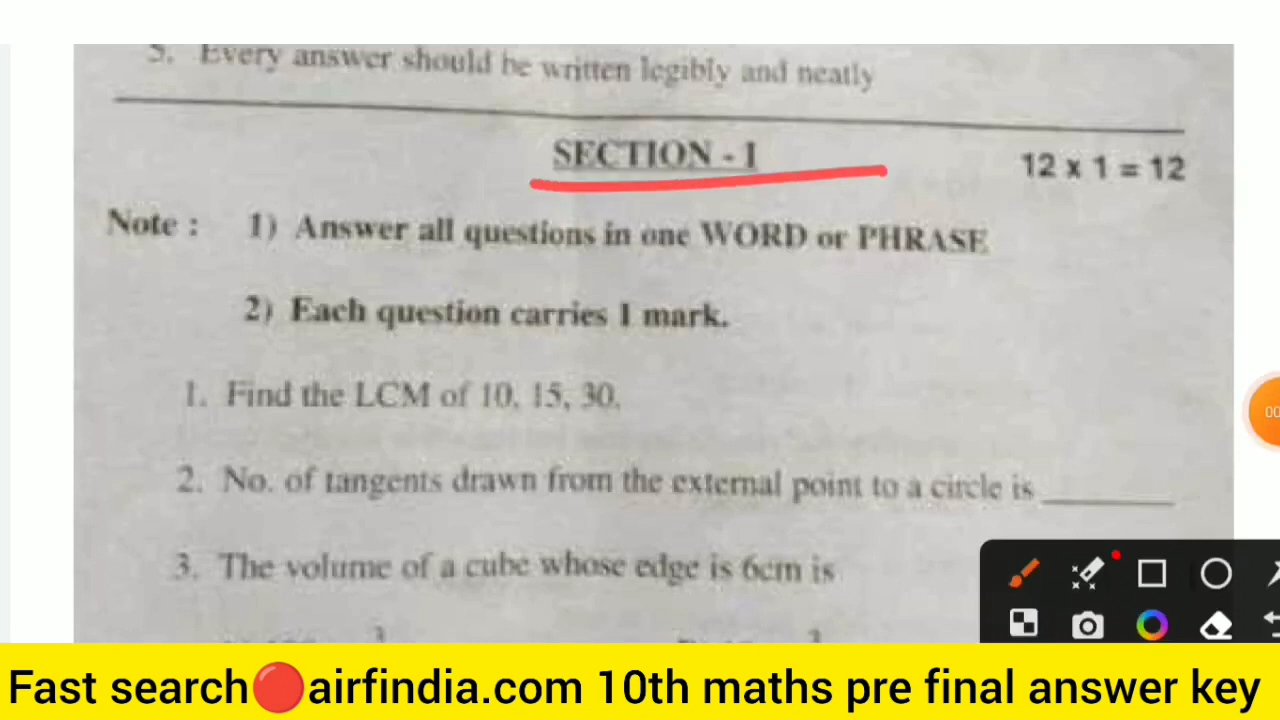 5. Every answer should be written legibly and neatly
SECTION - I
12 x 1 = 12
Note : 1) Answer all questions in one WORD or PHRASE
2) Each question carries 1 mark.
1. Find the LCM of 10, 15, 30.
2. No. of tangents drawn from the external point to a circle is ________
3. The volume of a cube whose edge is 6cm is
00
Fast search🔴airfindia.com 10th maths pre final answer key